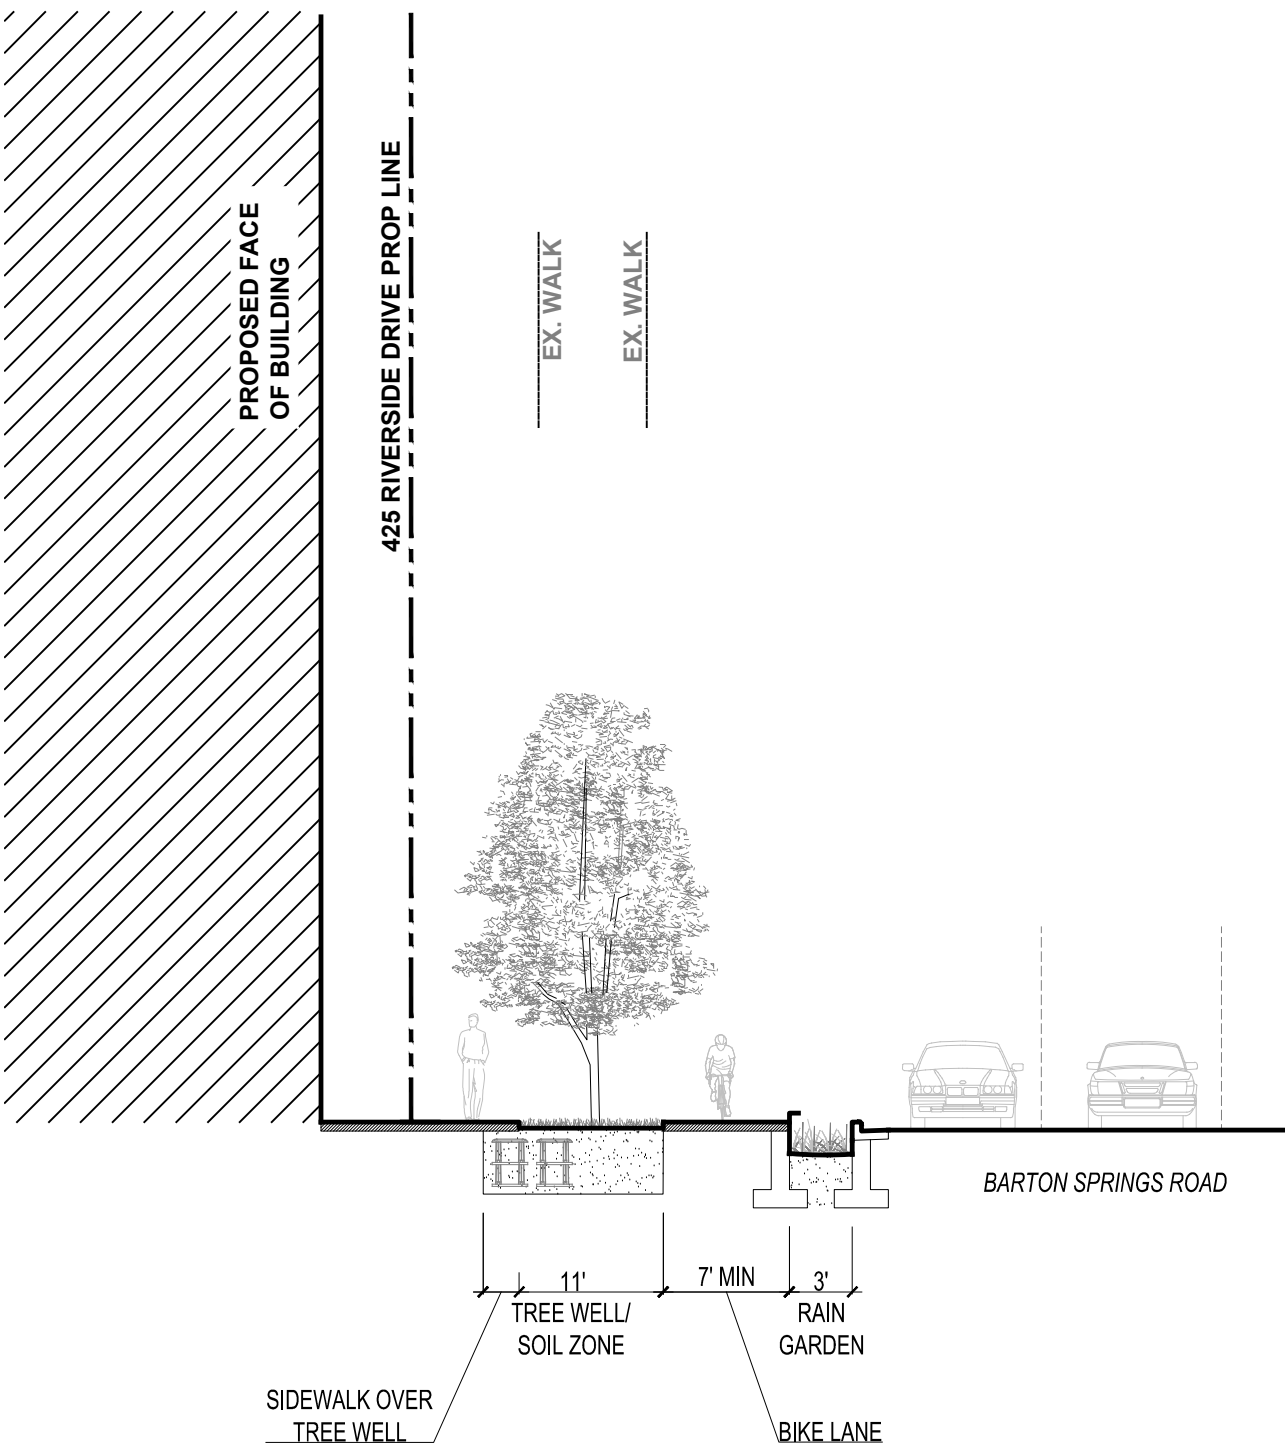 PROPOSED FACE
OF BUILDING
425 RIVERSIDE DRIVE PROP LINE
EX. WALK
EX. WALK
BARTON SPRINGS ROAD
11'
TREE WELL/
SOIL ZONE
7' MIN
3'
RAIN
GARDEN
SIDEWALK OVER
TREE WELL
BIKE LANE